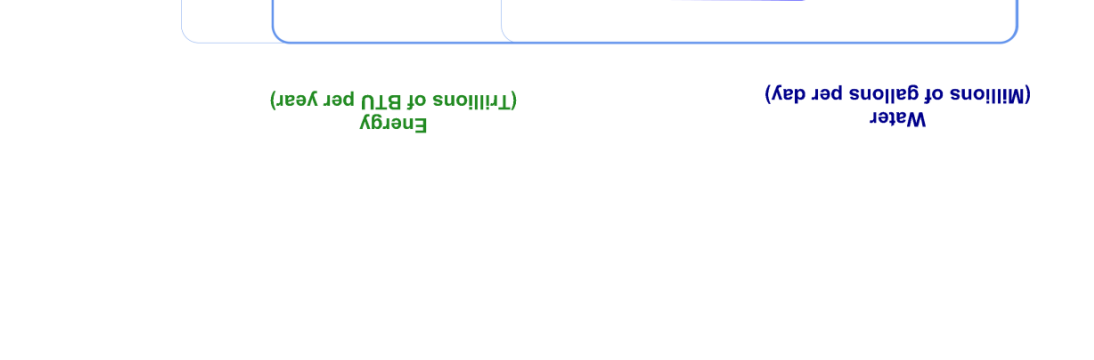 Water
(Millions of gallons per day)
Energy
(Trillions of BTU per year)